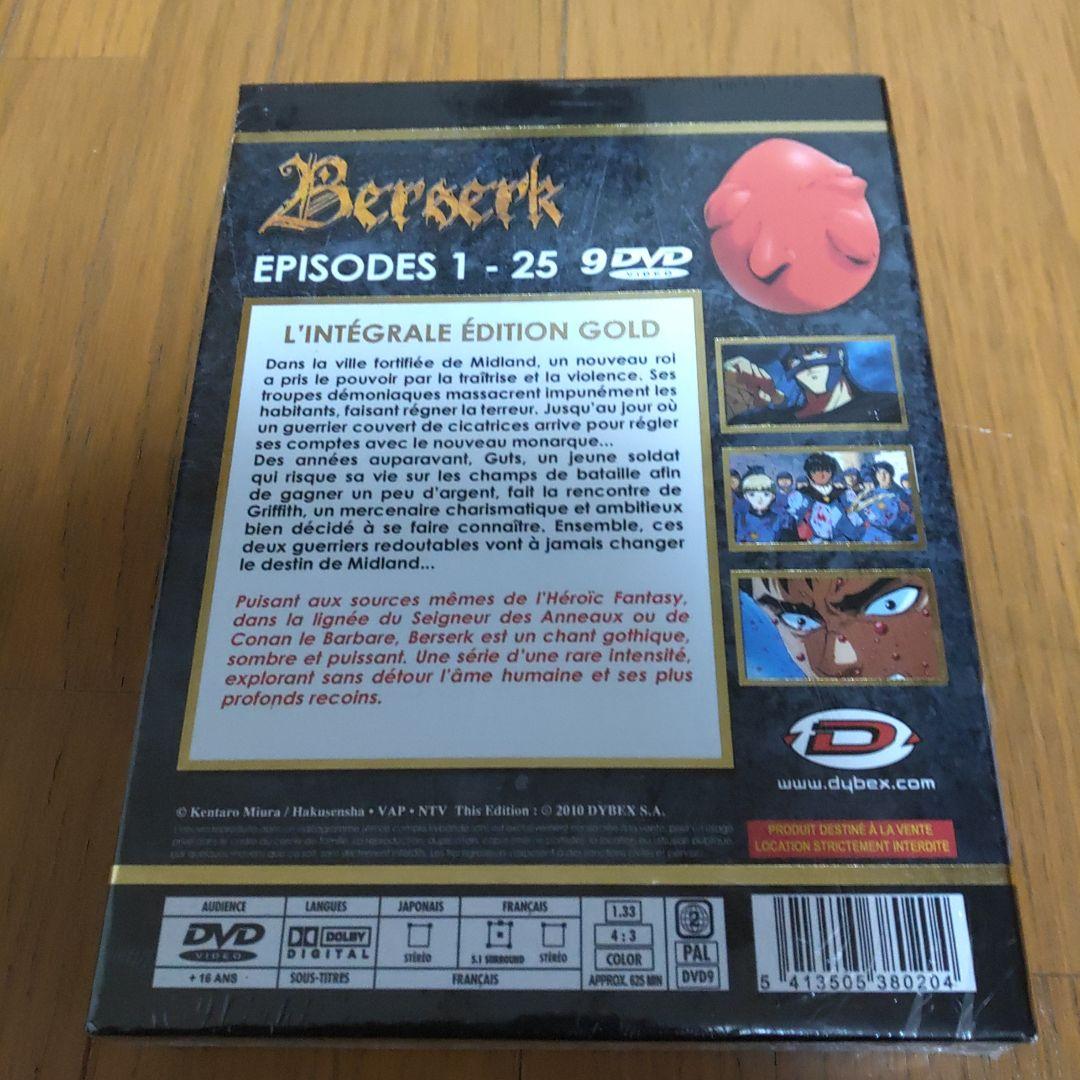 Berserk
EPISODES 1 - 25 9 DVD
VIDEO
L'INTÉGRALE ÉDITION GOLD
Dans la ville fortifiée de Midland, un nouveau roi
a pris le pouvoir par la traîtrise et la violence. Ses
troupes démoniaques massacrent impunément les
habitants, faisant régner la terreur. Jusqu'au jour où
un guerrier couvert de cicatrices arrive pour régler
ses comptes avec le nouveau monarque...
Des années auparavant, Guts, un jeune soldat
qui risque sa vie sur les champs de bataille afin
de gagner un peu d'argent, fait la rencontre de
Griffith, un mercenaire charismatique et ambitieux
bien décidé à se faire connaître. Ensemble, ces
deux guerriers redoutables vont à jamais changer
le destin de Midland...
Puisant aux sources mêmes de l'Héroïc Fantasy,
dans la lignée du Seigneur des Anneaux ou de
Conan le Barbare, Berserk est un chant gothique,
sombre et puissant. Une série d'une rare intensité,
explorant sans détour l'âme humaine et ses plus
profonds recoins.
D
www.dybex.com
© Kentaro Miura / Hakusensha • VAP • NTV This Edition : © 2010 DYBEX S.A.
PRODUIT DESTINÉ À LA VENTE
LOCATION STRICTEMENT INTERDITE
AUDIENCE
DVD
VIDEO
+ 16 ANS
LANGUES
DOLBY
DIGITAL
SOUS-TITRES
JAPONAIS
STÉRÉO
FRANÇAIS
5.1 SURROUND STÉRÉO
FRANÇAIS
1.33
4 : 3
COLOR
APPROX. 625 MIN
2
PAL
DVD9
5 413505 380204